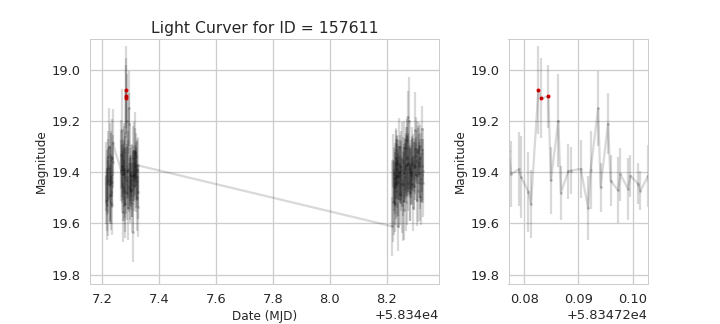 Light Curver for ID = 157611
Magnitude
19.0
19.2
19.4
19.6
19.8
7.2 7.4 7.6 7.8 8.0 8.2
Date (MJD)
+5.834e4
Magnitude
19.0
19.2
19.4
19.6
19.8
0.08 0.09 0.10
+5.83472e4